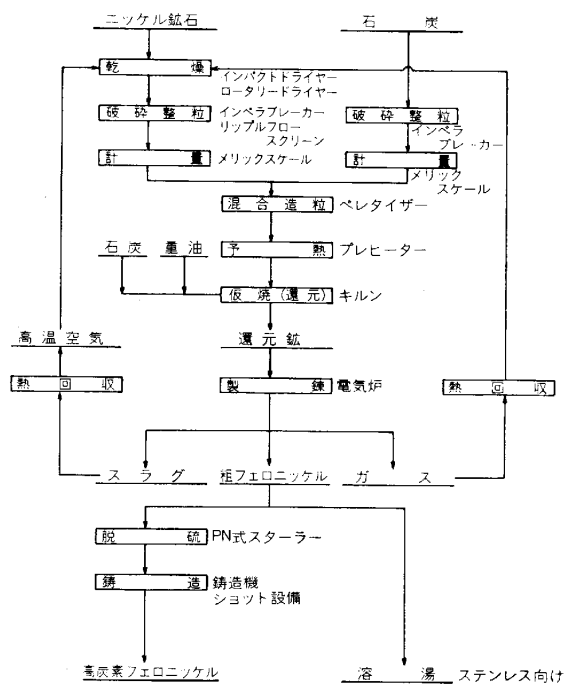 ニッケル鉱石
石炭
乾燥
インパクトドライヤー
ロータリードライヤー
破砕整粒
インペラブレーカー
リップルフロー
スクリーン
破砕整粒
インペラ
ブレーカー
計量
メリックスケール
計量
メリック
スケール
混合造粒
ペレタイザー
石炭
重油
予熱
プレヒーター
仮焼(還元)
キルン
高温空気
還元鉱
熱回収
製錬
電気炉
熱回収
スラグ
粗フェロニッケル
ガス
脱硫
PN式スターラー
鋳造
鋳造機
ショット設備
高炭素フェロニッケル
溶湯
ステンレス向け